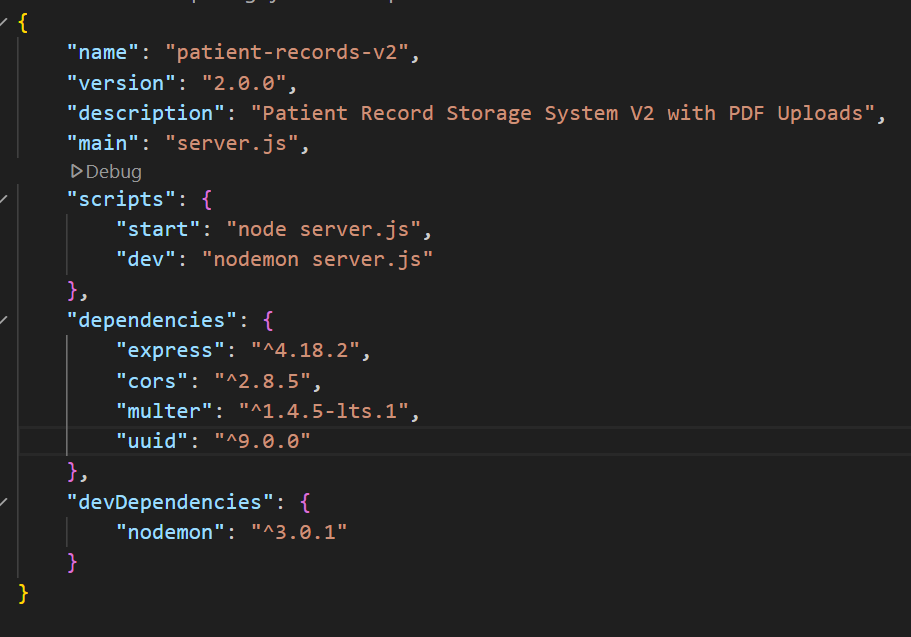 {
"name": "patient-records-v2",
"version": "2.0.0",
"description": "Patient Record Storage System V2 with PDF Uploads",
"main": "server.js",
Debug
"scripts": {
"start": "node server.js",
"dev": "nodemon server.js"
},
"dependencies": {
"express": "^4.18.2",
"cors": "^2.8.5",
"multer": "^1.4.5-lts.1",
"uuid": "^9.0.0"
},
"devDependencies": {
"nodemon": "^3.0.1"
}
}